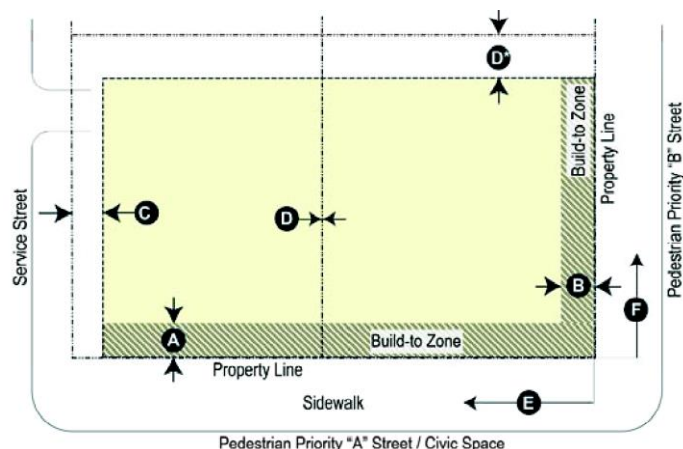 D*
Build-to Zone
Property Line
Pedestrian Priority "B" Street
Service Street
C
D
B
F
A
Build-to Zone
Property Line
Sidewalk
E
Pedestrian Priority "A" Street / Civic Space